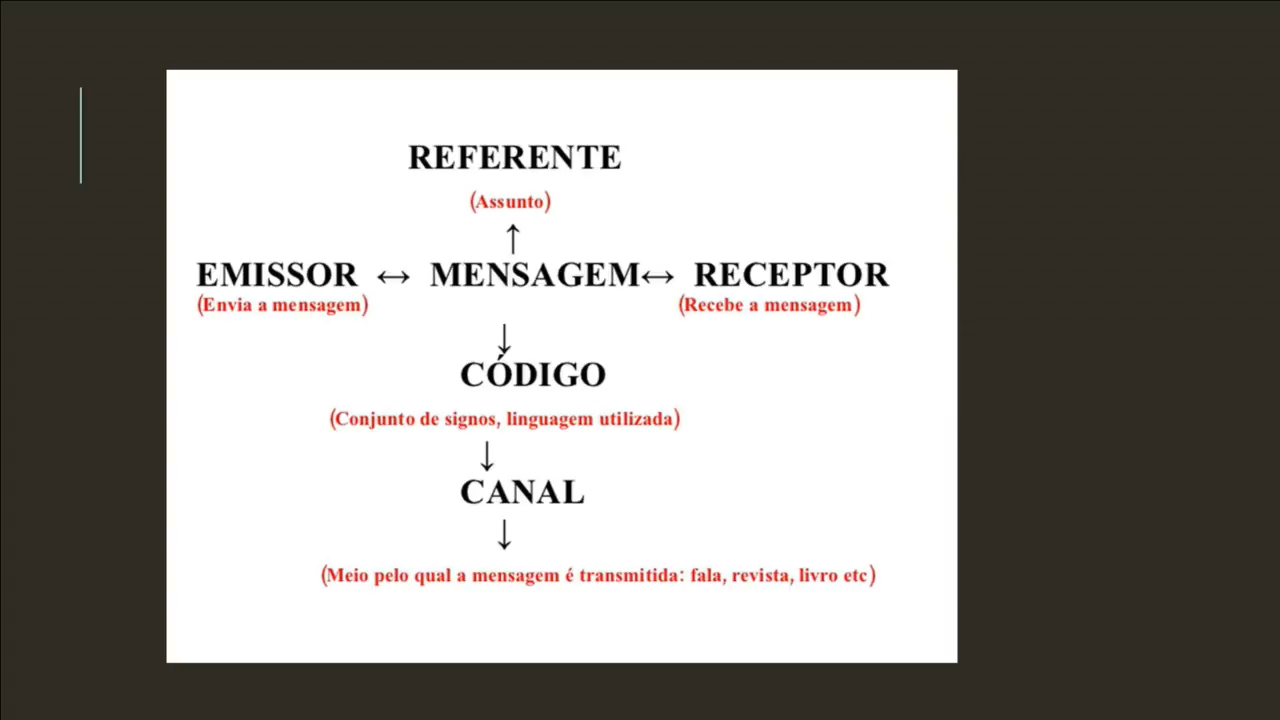 REFERENTE
(Assunto)
↑
EMISSOR ↔ MENSAGEM↔ RECEPTOR
(Envia a mensagem) (Recebe a mensagem)
↓
CÓDIGO
(Conjunto de signos, linguagem utilizada)
↓
CANAL
↓
(Meio pelo qual a mensagem é transmitida: fala, revista, livro etc)